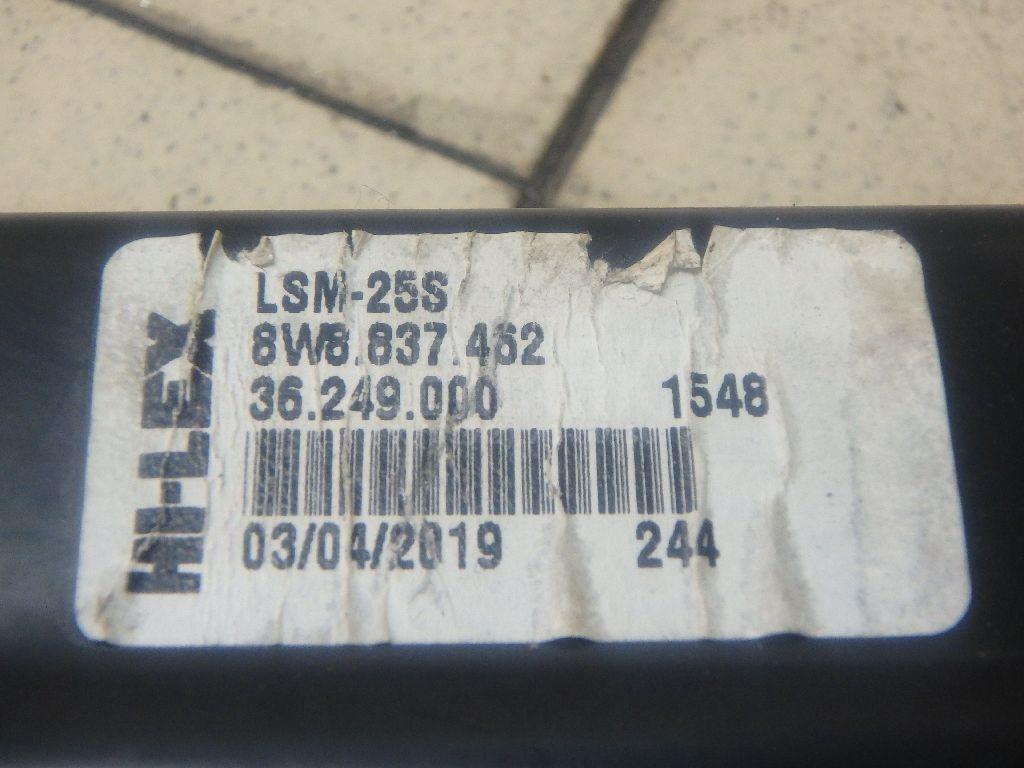 HI-LEX
LSM-25S
8W8.837.462
36.249.000 1548
03/04/2019 244